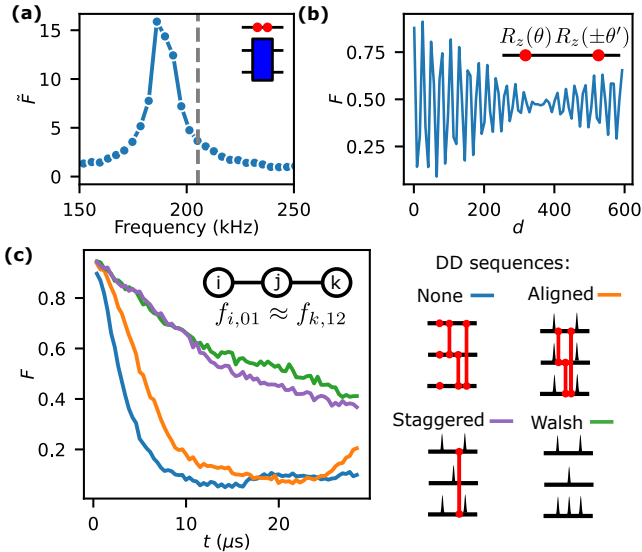 (a)
15
10
5
0
F̃
150
200
250
Frequency (kHz)
(b)
R_z(θ) R_z(±θ′)
0.75
0.50
0.25
F
0
200
400
600
d
(c)
0.8
0.6
0.4
0.2
F
0
10
20
t (μs)
i
j
k
f_{i,01} ≈ f_{k,12}
DD sequences:
None
Aligned
Staggered
Walsh